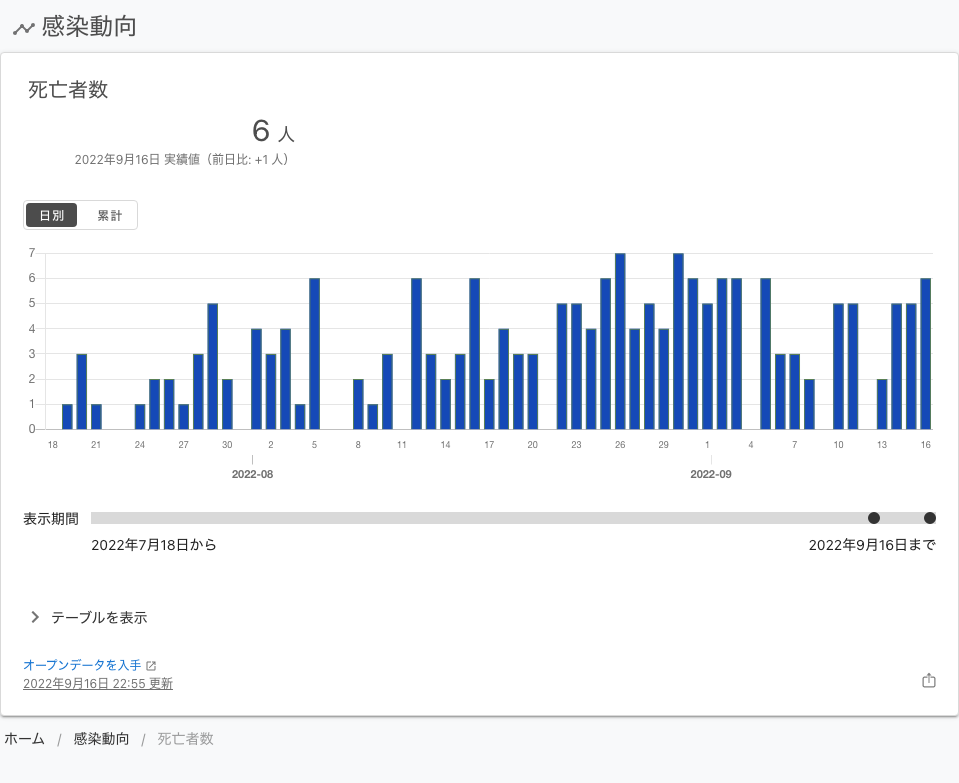 感染動向
死亡者数
6 人
2022年9月16日 実績値（前日比: +1 人）
日別 累計
7
6
5
4
3
2
1
0
18 21 24 27 30 2 5 8 11 14 17 20 23 26 29 1 4 7 10 13 16
2022-08 2022-09
表示期間
2022年7月18日から 2022年9月16日まで
テーブルを表示
オープンデータを入手
2022年9月16日 22:55 更新
ホーム / 感染動向 / 死亡者数